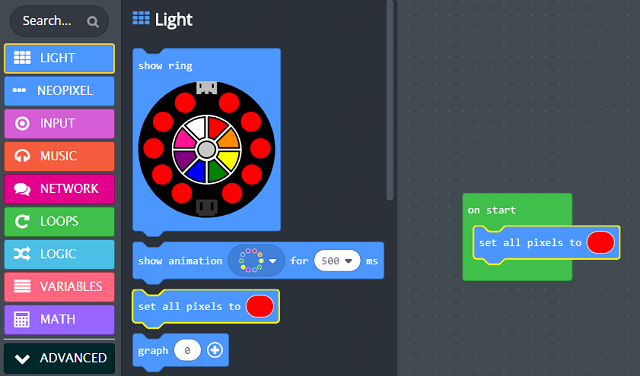 Search...
LIGHT
NEOPIXEL
INPUT
MUSIC
NETWORK
LOOPS
LOGIC
VARIABLES
MATH
ADVANCED
Light
show ring
show animation for 500 ms
set all pixels to
graph 0
on start
set all pixels to